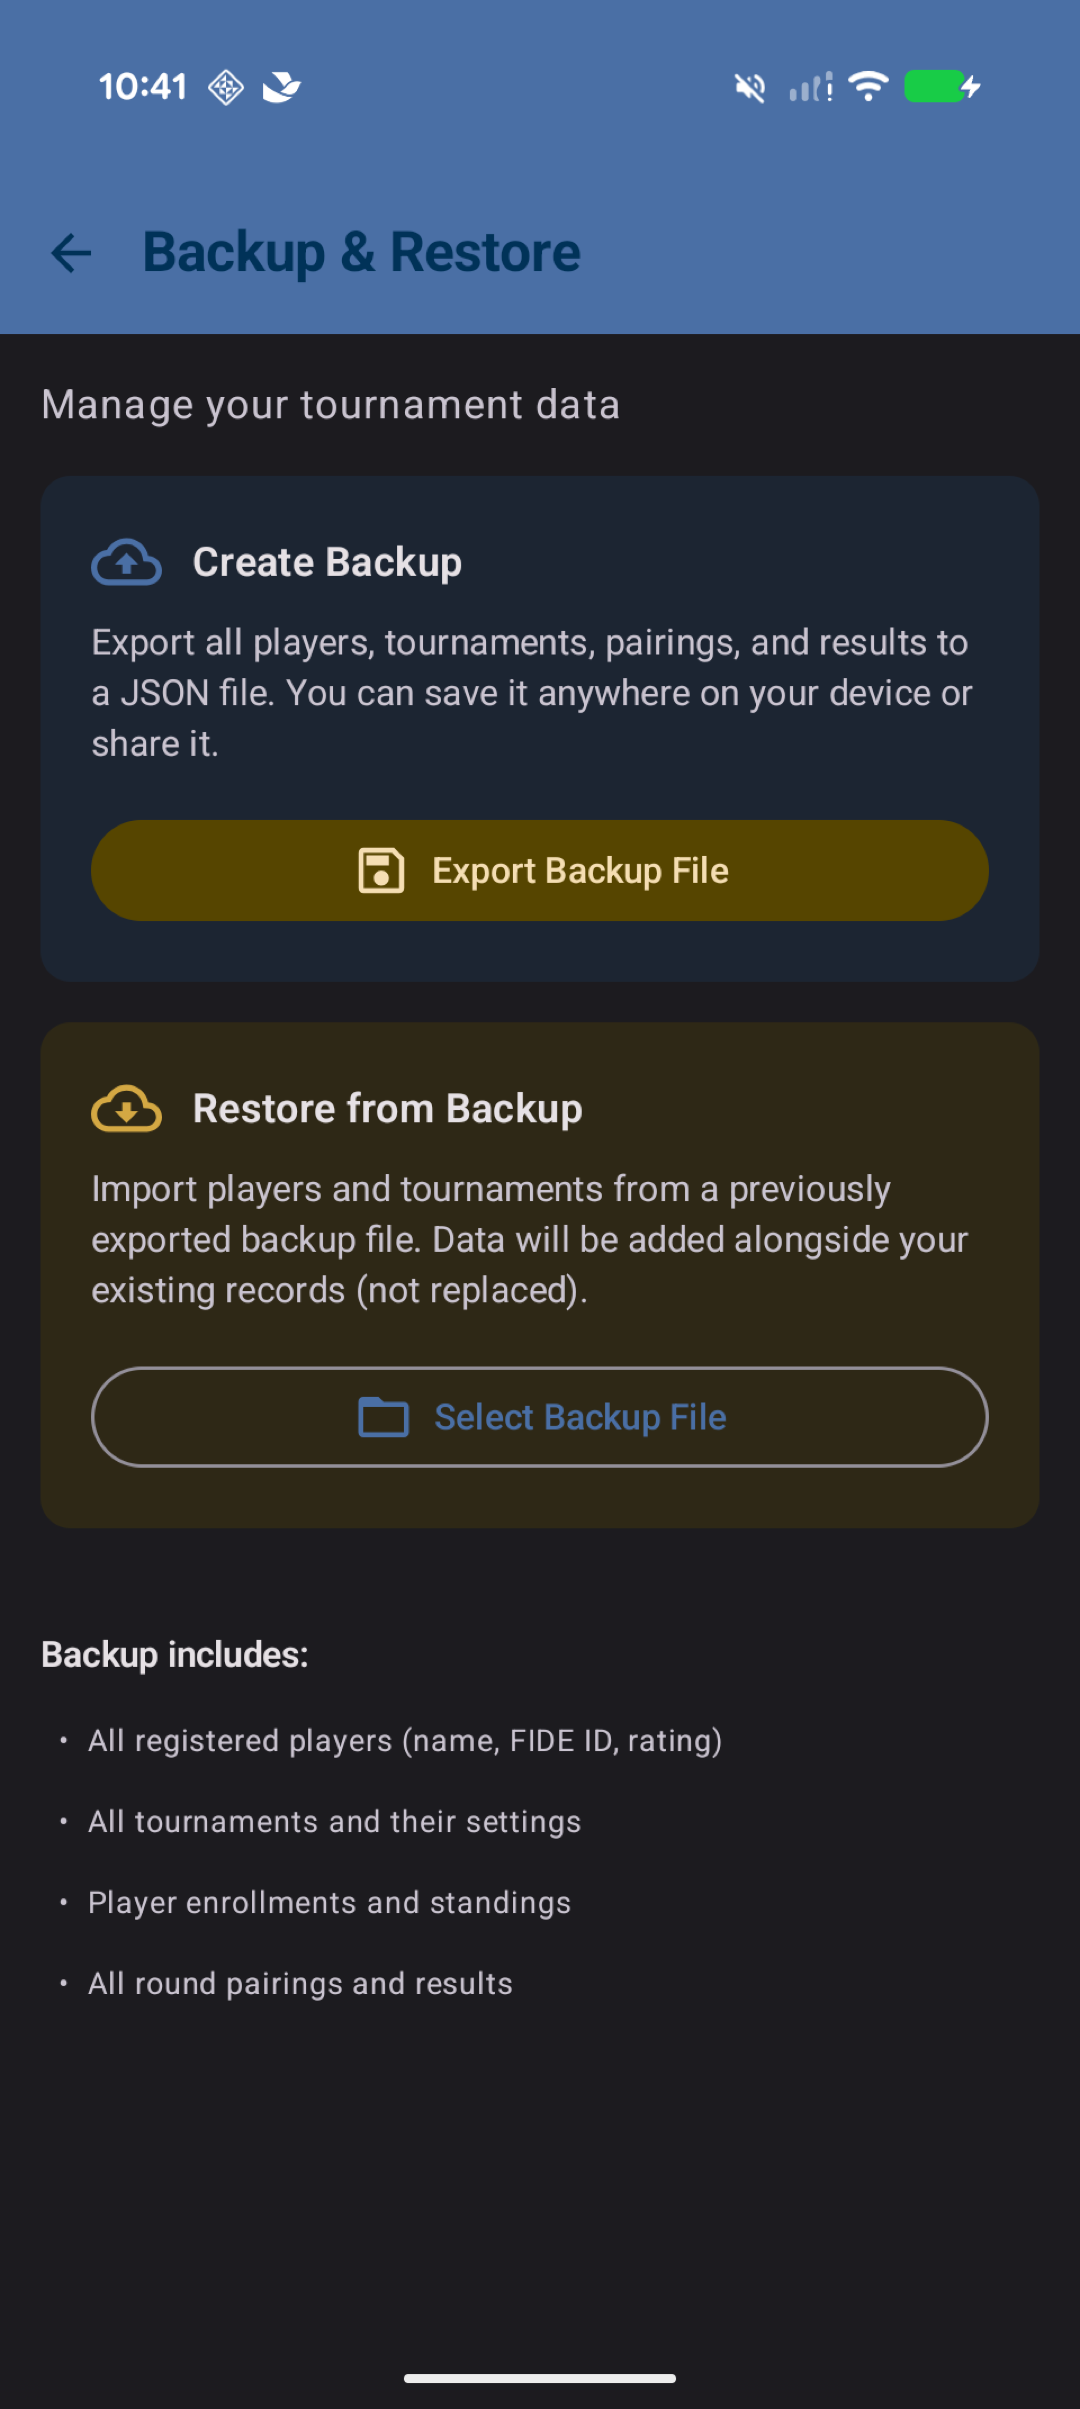 10:41
Backup & Restore
Manage your tournament data
Create Backup
Export all players, tournaments, pairings, and results to
a JSON file. You can save it anywhere on your device or
share it.
Export Backup File
Restore from Backup
Import players and tournaments from a previously
exported backup file. Data will be added alongside your
existing records (not replaced).
Select Backup File
Backup includes:
• All registered players (name, FIDE ID, rating)
• All tournaments and their settings
• Player enrollments and standings
• All round pairings and results